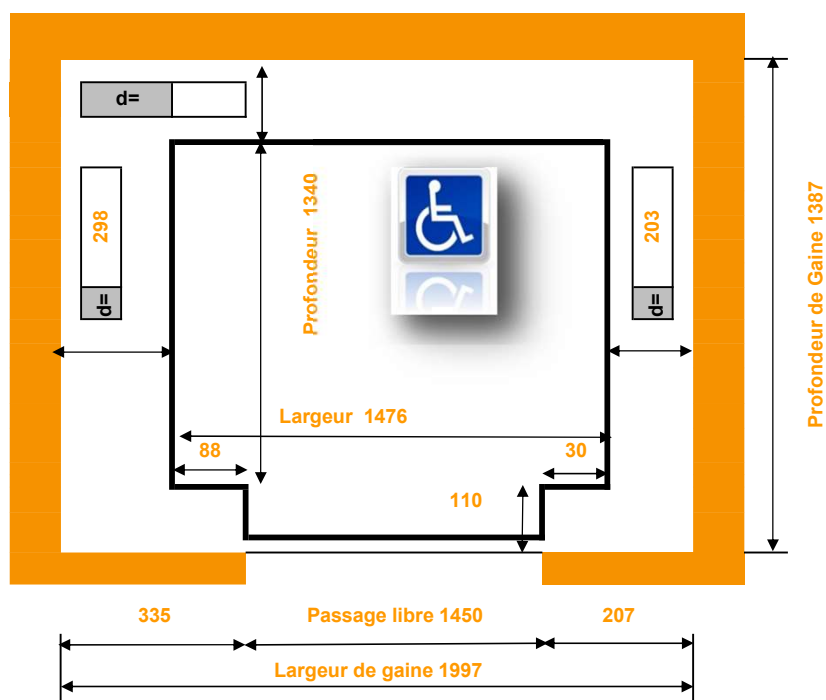 d=
Profondeur 1340
298
d=
203
d=
Profondeur de Gaine 1387
Largeur 1476
88
30
110
335
Passage libre 1450
207
Largeur de gaine 1997